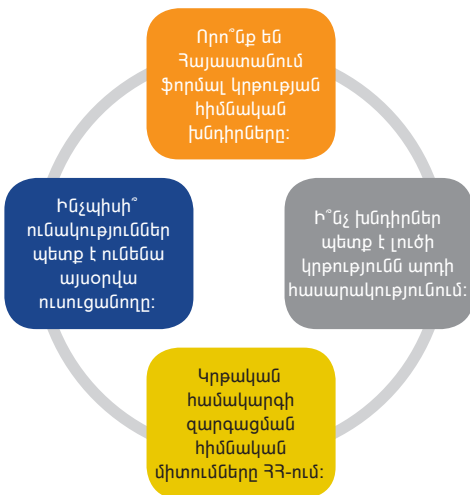 Որո՞նք են
Հայաստանում
ֆորմալ կրթության
հիմնական
խնդիրները:
Ինչպիսի՞
ունակություններ
պետք է ունենա
այսօրվա
ուսուցանողը:
Ի՞նչ խնդիրներ
պետք է լուծի
կրթությունն արդի
հասարակությունում:
Կրթական
համակարգի
զարգացման
հիմնական
միտումները ՀՀ-ում: